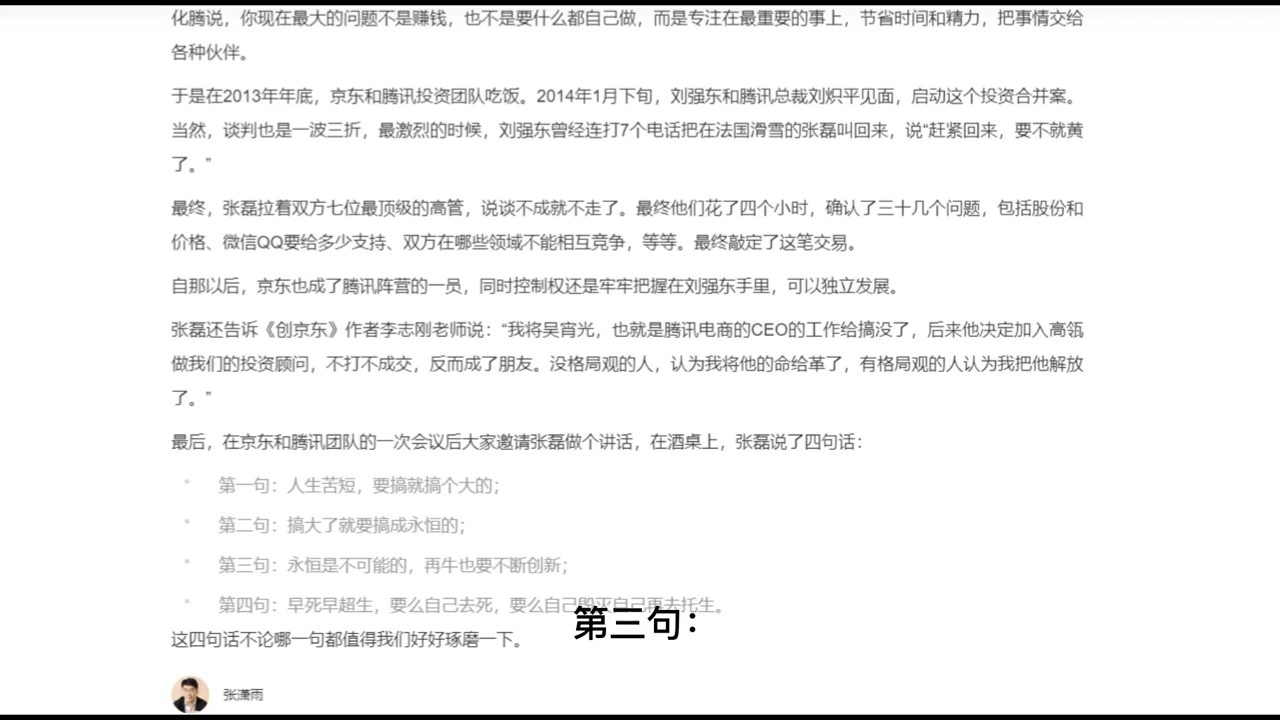 化腾说，你现在最大的问题不是赚钱，也不是要什么都自己做，而是专注在最重要的事上，节省时间和精力，把事情交给
各种伙伴。
于是在2013年年底，京东和腾讯投资团队吃饭。2014年1月下旬，刘强东和腾讯总裁刘炽平见面，启动这个投资合并案。
当然，谈判也是一波三折，最激烈的时候，刘强东曾经连打7个电话把在法国滑雪的张磊叫回来，说“赶紧回来，要不就黄
了。”
最终，张磊拉着双方七位最顶级的高管，说谈不成就不走了。最终他们花了四个小时，确认了三十几个问题，包括股份和
价格、微信QQ要给多少支持、双方在哪些领域不能相互竞争，等等。最终敲定了这笔交易。
自那以后，京东也成了腾讯阵营的一员，同时控制权还是牢牢把握在刘强东手里，可以独立发展。
张磊还告诉《创京东》作者李志刚老师说：“我将吴宵光，也就是腾讯电商的CEO的工作给搞没了，后来他决定加入高瓴
做我们的投资顾问，不打不成交，反而成了朋友。没格局观的人，认为我将他的命给革了，有格局观的人认为我把他解放
了。”
最后，在京东和腾讯团队的一次会议后大家邀请张磊做个讲话，在酒桌上，张磊说了四句话：
第一句：人生苦短，要搞就搞个大的；
第二句：搞大了就要搞成永恒的；
第三句：永恒是不可能的，再牛也要不断创新；
第四句：早死早超生，要么自己去死，要么自己毁灭自己再去托生。
第三句：
这四句话不论哪一句都值得我们好好琢磨一下。
张潇雨